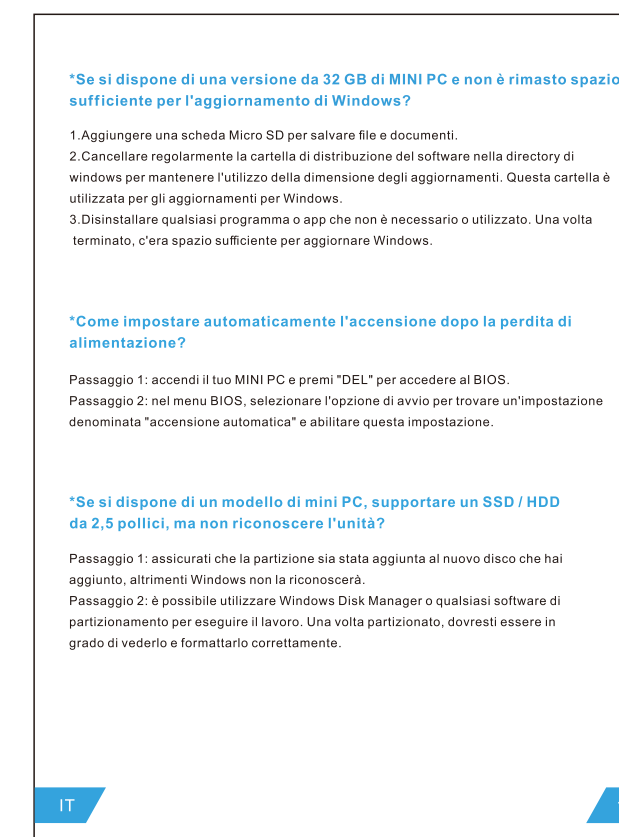 *Se si dispone di una versione da 32 GB di MINI PC e non è rimasto spazio
sufficiente per l'aggiornamento di Windows?
1.Aggiungere una scheda Micro SD per salvare file e documenti.
2.Cancellare regolarmente la cartella di distribuzione del software nella directory di
windows per mantenere l'utilizzo della dimensione degli aggiornamenti. Questa cartella è
utilizzata per gli aggiornamenti per Windows.
3.Disinstallare qualsiasi programma o app che non è necessario o utilizzato. Una volta
terminato, c'era spazio sufficiente per aggiornare Windows.
*Come impostare automaticamente l'accensione dopo la perdita di
alimentazione?
Passaggio 1: accendi il tuo MINI PC e premi "DEL" per accedere al BIOS.
Passaggio 2: nel menu BIOS, selezionare l'opzione di avvio per trovare un'impostazione
denominata "accensione automatica" e abilitare questa impostazione.
*Se si dispone di un modello di mini PC, supportare un SSD / HDD
da 2,5 pollici, ma non riconoscere l'unità?
Passaggio 1: assicurati che la partizione sia stata aggiunta al nuovo disco che hai
aggiunto, altrimenti Windows non la riconoscerà.
Passaggio 2: è possibile utilizzare Windows Disk Manager o qualsiasi software di
partizionamento per eseguire il lavoro. Una volta partizionato, dovresti essere in
grado di vederlo e formattarlo correttamente.
IT